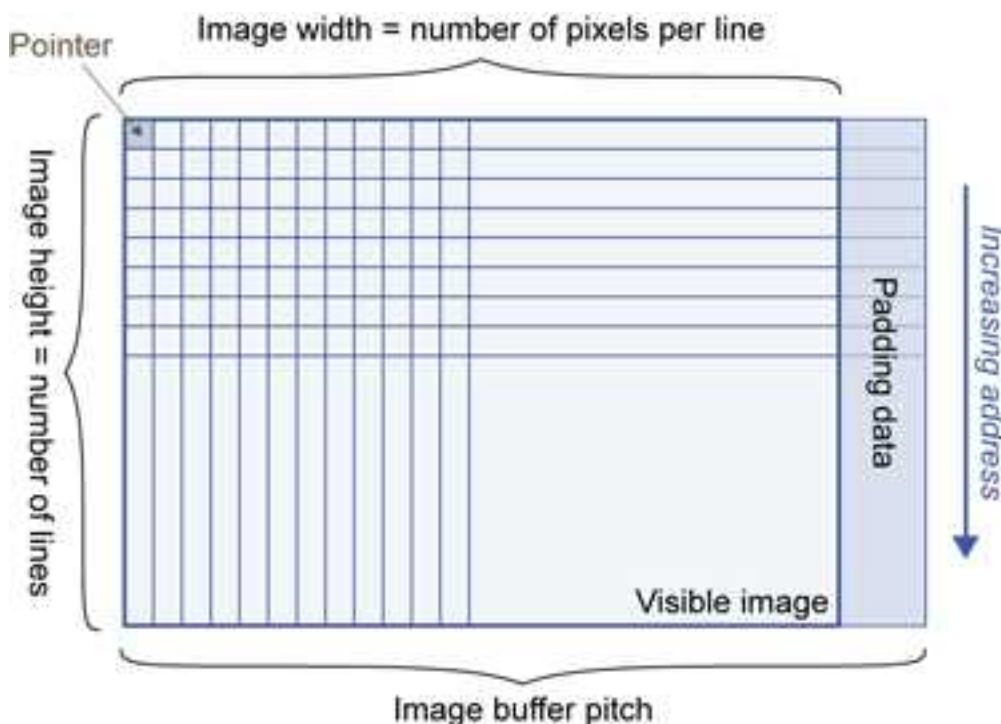 Image width = number of pixels per line
Pointer
Image height = number of lines
Padding data
Increasing address
Visible image
Image buffer pitch